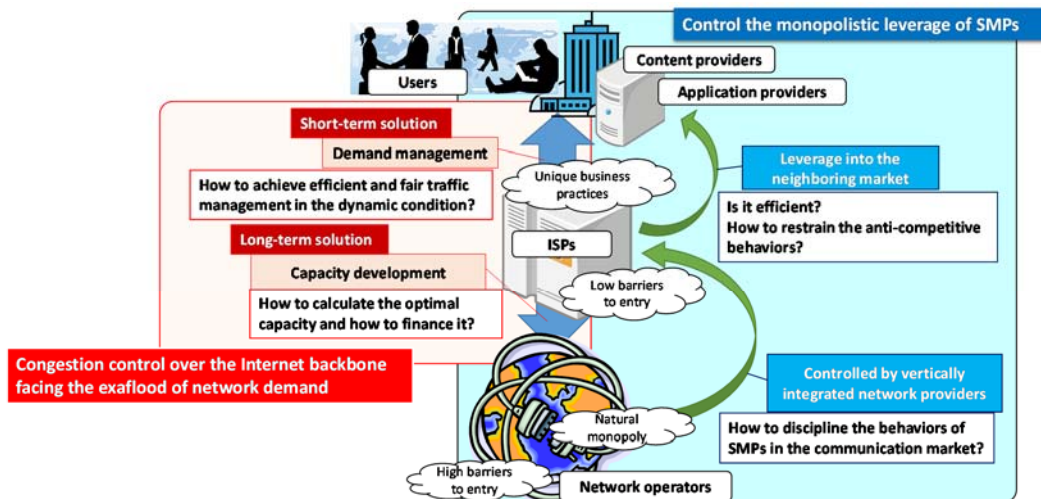 Control the monopolistic leverage of SMPs
Content providers
Users
Application providers
Short-term solution
Demand management
How to achieve efficient and fair traffic
management in the dynamic condition?
Unique business
practices
Leverage into the
neighboring market
Is it efficient?
How to restrain the anti-competitive
behaviors?
Long-term solution
ISPs
Capacity development
How to calculate the optimal
capacity and how to finance it?
Low barriers
to entry
Congestion control over the Internet backbone
facing the exaflood of network demand
Controlled by vertically
integrated network providers
How to discipline the behaviors of
SMPs in the communication market?
Natural
monopoly
High barriers
to entry
Network operators